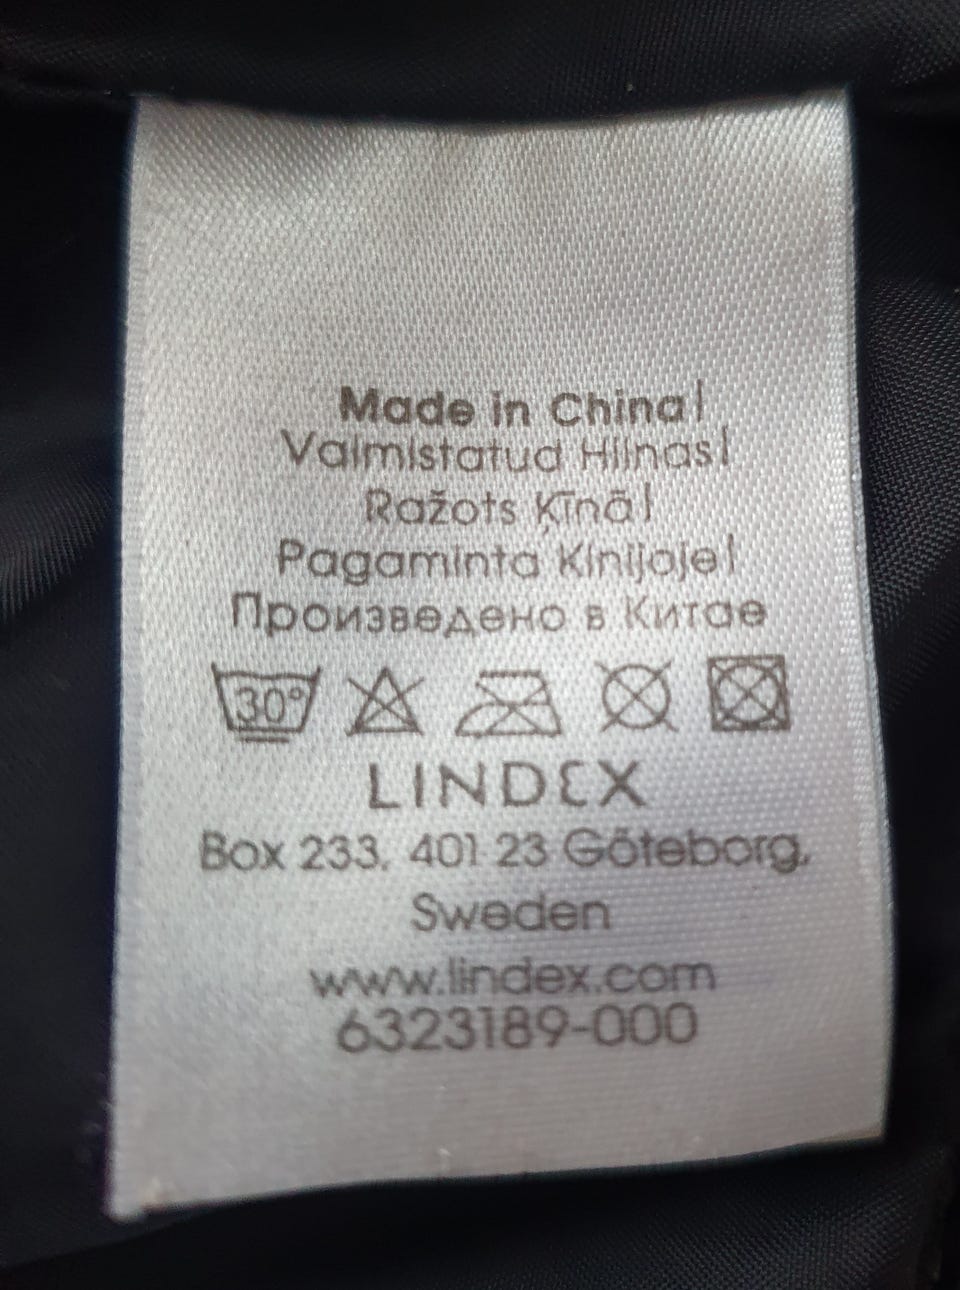 Made in China|
Valmistatud Hiinas|
Ražots Ķīnā|
Pagaminta Kinijoje|
Произведено в Китае
30°
LINDEX
Box 233, 401 23 Göteborg,
Sweden
www.lindex.com
6323189-000